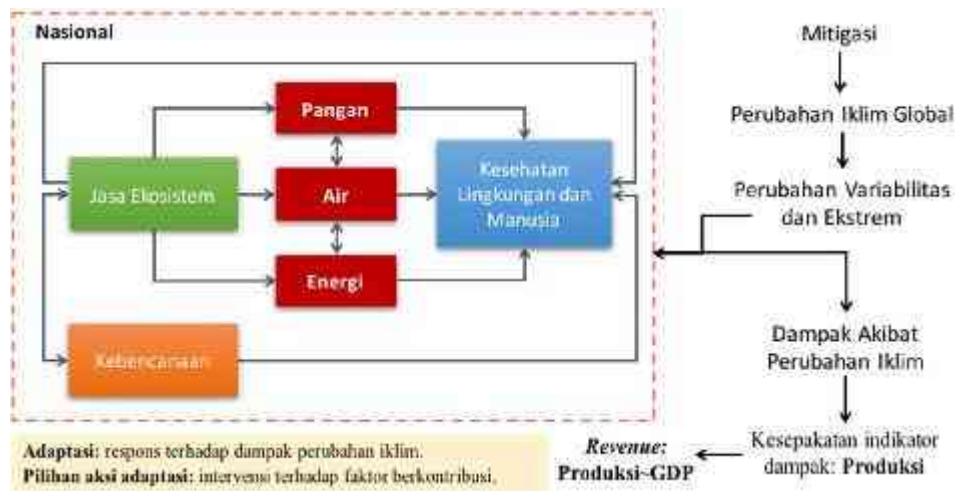 Nasional
Pangan
Jasa Ekosistem
Air
Energi
Kesehatan
Lingkungan dan
Manusia
Kebencanaan
Mitigasi
Perubahan Iklim Global
Perubahan Variabilitas
dan Ekstrem
Dampak Akibat
Perubahan Iklim
Kesepakatan indikator
dampak: Produksi
Revenue:
Produksi~GDP
Adaptasi: respons terhadap dampak perubahan iklim.
Pilihan aksi adaptasi: intervensi terhadap faktor berkontribusi.